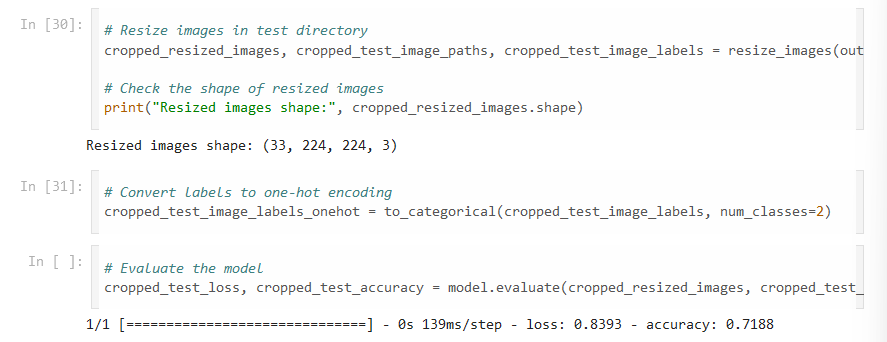 In [30]:
# Resize images in test directory
cropped_resized_images, cropped_test_image_paths, cropped_test_image_labels = resize_images(out
# Check the shape of resized images
print("Resized images shape:", cropped_resized_images.shape)
Resized images shape: (33, 224, 224, 3)
In [31]:
# Convert labels to one-hot encoding
cropped_test_image_labels_onehot = to_categorical(cropped_test_image_labels, num_classes=2)
In [ ]:
# Evaluate the model
cropped_test_loss, cropped_test_accuracy = model.evaluate(cropped_resized_images, cropped_test_
1/1 [==============================] - 0s 139ms/step - loss: 0.8393 - accuracy: 0.7188